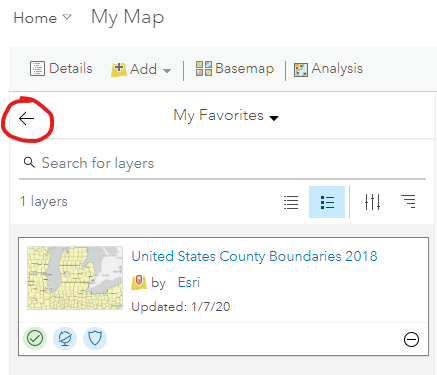 Home My Map
Details Add Basemap Analysis
My Favorites
Search for layers
1 layers
United States County Boundaries 2018
by Esri
Updated: 1/7/20